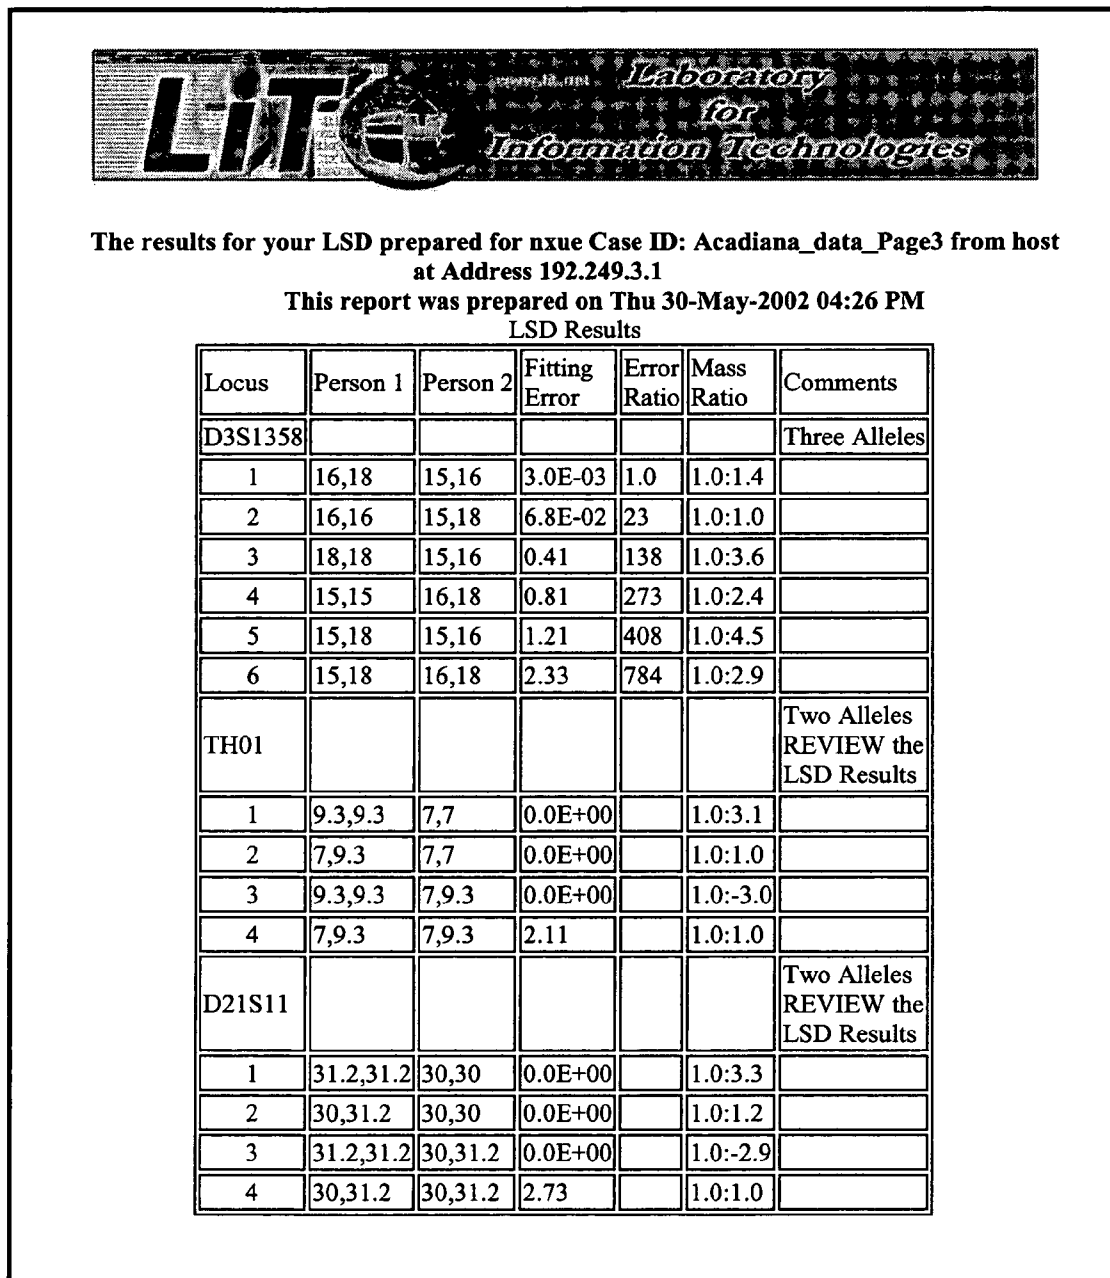 LiT
www.lit.net
Laboratory
for
Information Technologies
The results for your LSD prepared for nxue Case ID: Acadiana_data_Page3 from host
at Address 192.249.3.1
This report was prepared on Thu 30-May-2002 04:26 PM
LSD Results
Locus Person 1 Person 2 Fitting Error Error Ratio Mass Ratio Comments
D3S1358 Three Alleles
1 16,18 15,16 3.0E-03 1.0 1.0:1.4
2 16,16 15,18 6.8E-02 23 1.0:1.0
3 18,18 15,16 0.41 138 1.0:3.6
4 15,15 16,18 0.81 273 1.0:2.4
5 15,18 15,16 1.21 408 1.0:4.5
6 15,18 16,18 2.33 784 1.0:2.9
TH01 Two Alleles REVIEW the LSD Results
1 9.3,9.3 7,7 0.0E+00 1.0:3.1
2 7,9.3 7,7 0.0E+00 1.0:1.0
3 9.3,9.3 7,9.3 0.0E+00 1.0:-3.0
4 7,9.3 7,9.3 2.11 1.0:1.0
D21S11 Two Alleles REVIEW the LSD Results
1 31.2,31.2 30,30 0.0E+00 1.0:3.3
2 30,31.2 30,30 0.0E+00 1.0:1.2
3 31.2,31.2 30,31.2 0.0E+00 1.0:-2.9
4 30,31.2 30,31.2 2.73 1.0:1.0